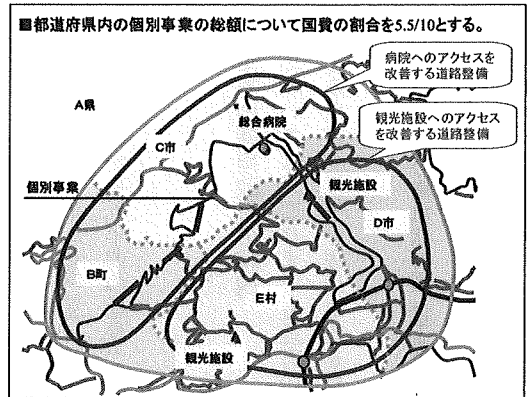 ■都道府県内の個別事業の総額について国費の割合を5.5/10とする。
病院へのアクセスを
改善する道路整備
A県
総合病院
観光施設へのアクセス
を改善する道路整備
C市
個別事業
観光施設
D市
B町
E村
観光施設